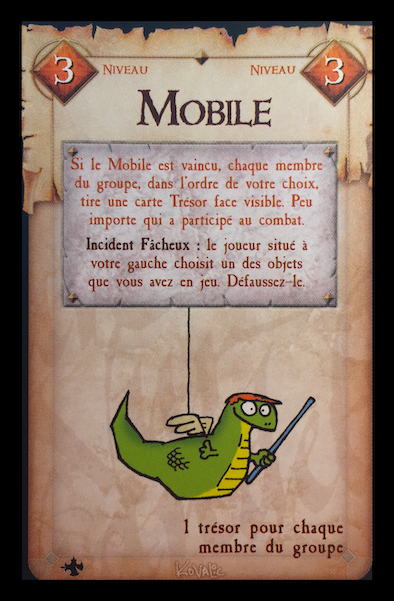 3 Niveau Niveau 3
Mobile
Si le Mobile est vaincu, chaque membre
du groupe, dans l'ordre de votre choix,
tire une carte Trésor face visible. Peu
importe qui a participé au combat.
Incident Fâcheux : le joueur situé à
votre gauche choisit un des objets
que vous avez en jeu. Défaussez-le.
1 trésor pour chaque
membre du groupe
Kovalic